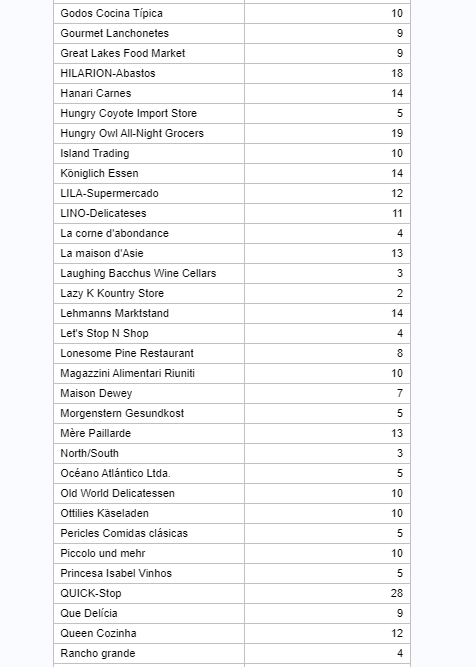 Godos Cocina Típica 10
Gourmet Lanchonetes 9
Great Lakes Food Market 9
HILARION-Abastos 18
Hanari Carnes 14
Hungry Coyote Import Store 5
Hungry Owl All-Night Grocers 19
Island Trading 10
Königlich Essen 14
LILA-Supermercado 12
LINO-Delicateses 11
La corne d'abondance 4
La maison d'Asie 13
Laughing Bacchus Wine Cellars 3
Lazy K Kountry Store 2
Lehmanns Marktstand 14
Let's Stop N Shop 4
Lonesome Pine Restaurant 8
Magazzini Alimentari Riuniti 10
Maison Dewey 7
Morgenstern Gesundkost 5
Mère Paillarde 13
North/South 3
Océano Atlántico Ltda. 5
Old World Delicatessen 10
Ottilies Käseladen 10
Pericles Comidas clásicas 5
Piccolo und mehr 10
Princesa Isabel Vinhos 5
QUICK-Stop 28
Que Delícia 9
Queen Cozinha 12
Rancho grande 4